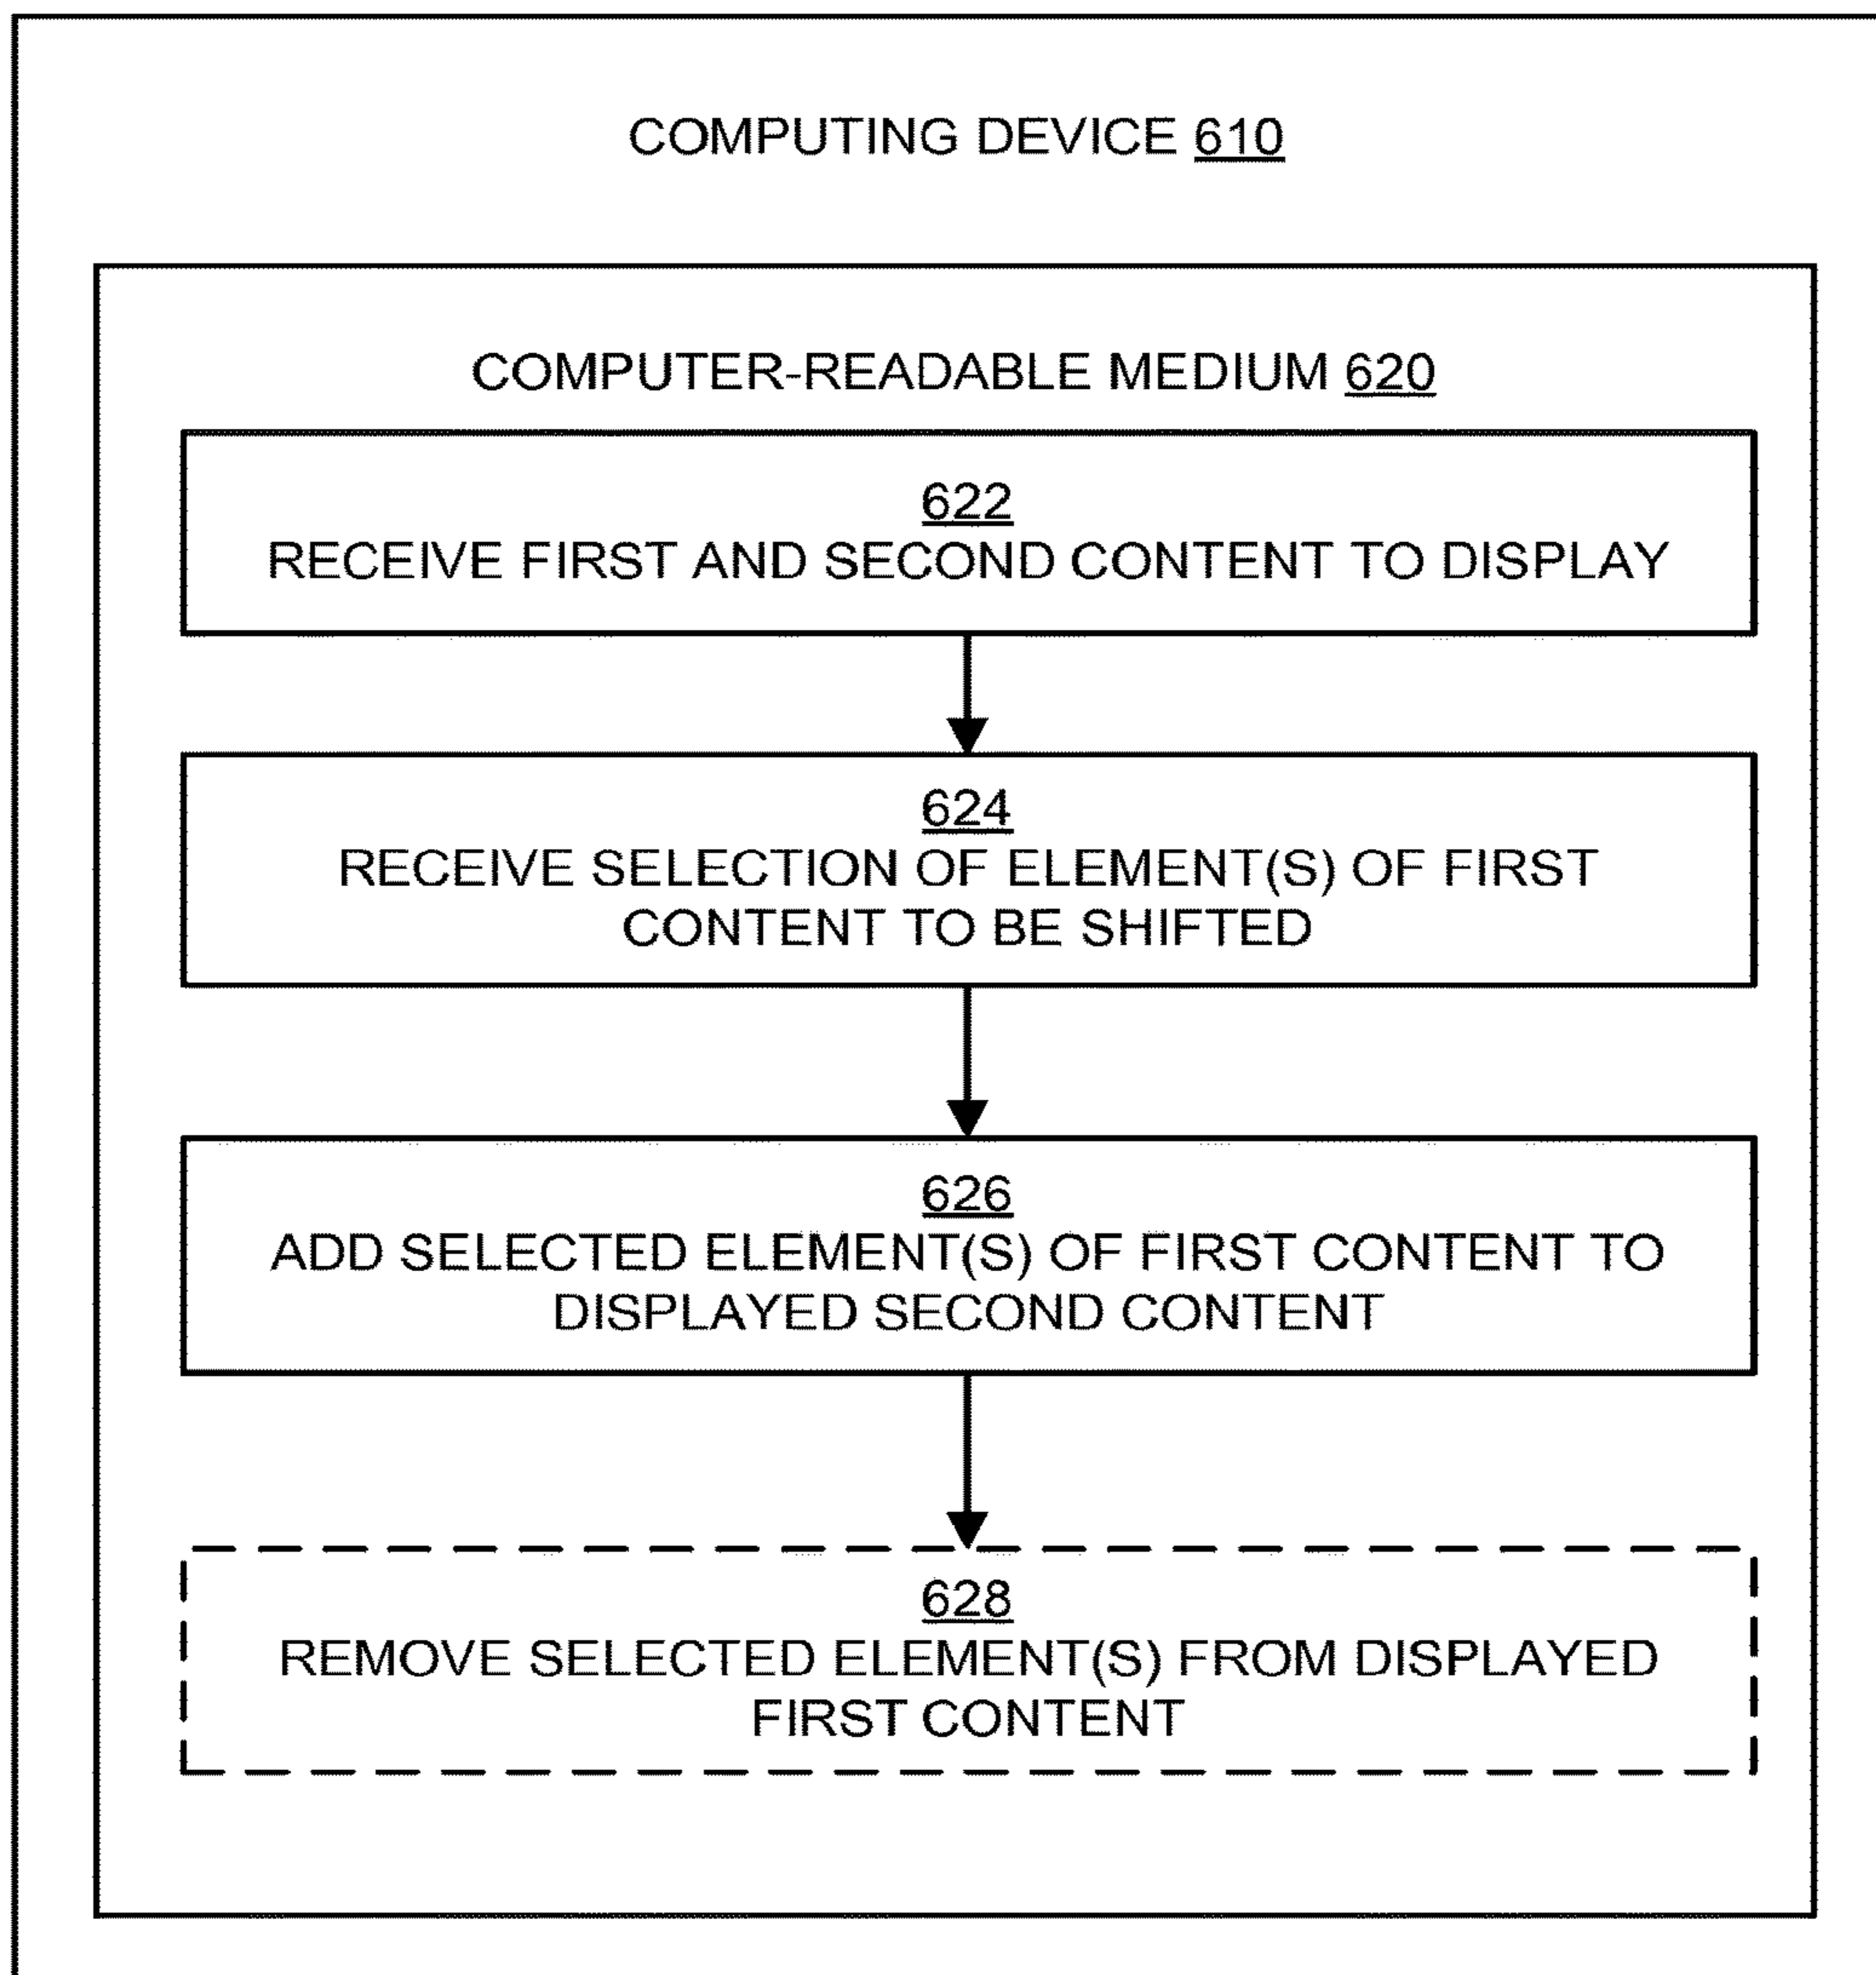 COMPUTING DEVICE 610
COMPUTER-READABLE MEDIUM 620
622
RECEIVE FIRST AND SECOND CONTENT TO DISPLAY
624
RECEIVE SELECTION OF ELEMENT(S) OF FIRST
CONTENT TO BE SHIFTED
626
ADD SELECTED ELEMENT(S) OF FIRST CONTENT TO
DISPLAYED SECOND CONTENT
628
REMOVE SELECTED ELEMENT(S) FROM DISPLAYED
FIRST CONTENT